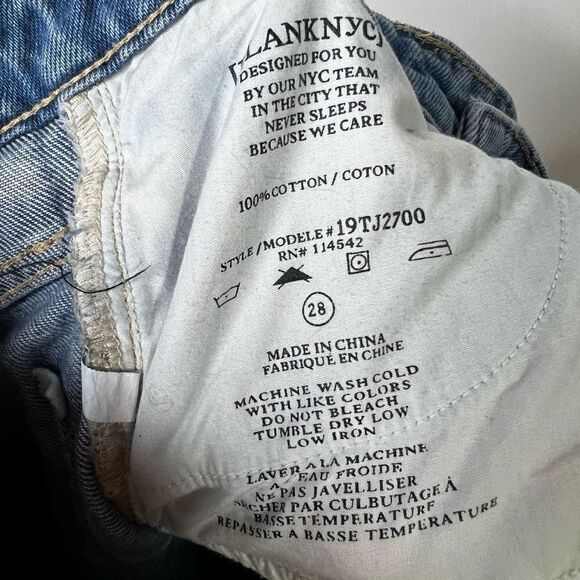 [BLANKNYC]
DESIGNED FOR YOU
BY OUR NYC TEAM
IN THE CITY THAT
NEVER SLEEPS
BECAUSE WE CARE
100% COTTON / COTON
STYLE / MODELE # 19TJ2700
RN# 114542
28
MADE IN CHINA
FABRIQUÉ EN CHINE
MACHINE WASH COLD
WITH LIKE COLORS
DO NOT BLEACH
TUMBLE DRY LOW
LOW IRON
LAVER A LA MACHINE
A EAU FROIDE
NE PAS JAVELLISER
SECHER PAR CULBUTAGE À
BASSE TEMPERATURE
REPASSER A BASSE TEMPERATURE